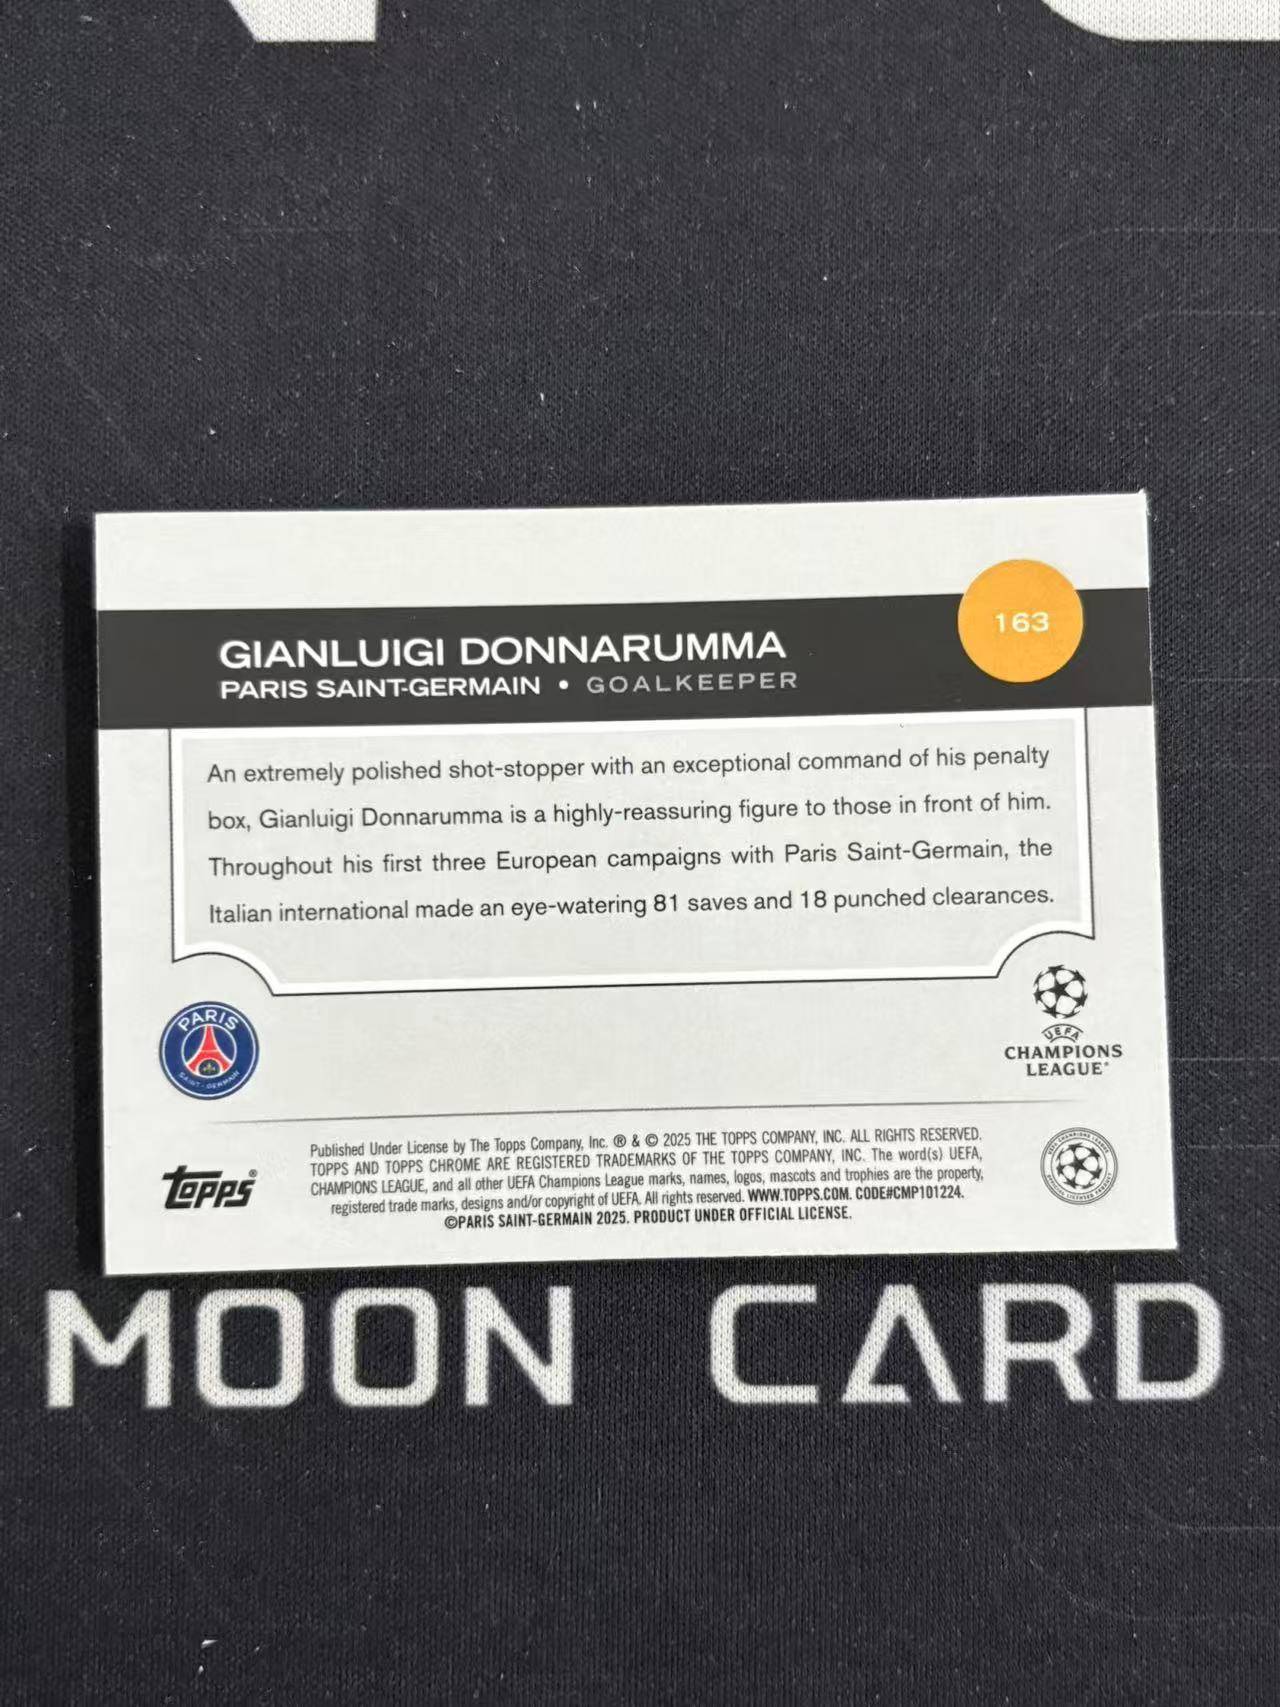 GIANLUIGI DONNARUMMA
PARIS SAINT-GERMAIN • GOALKEEPER
163
An extremely polished shot-stopper with an exceptional command of his penalty
box, Gianluigi Donnarumma is a highly-reassuring figure to those in front of him.
Throughout his first three European campaigns with Paris Saint-Germain, the
Italian international made an eye-watering 81 saves and 18 punched clearances.
PARIS
SAINT-GERMAIN
UEFA
CHAMPIONS
LEAGUE®
Topps®
Published Under License by The Topps Company, Inc. ® & © 2025 THE TOPPS COMPANY, INC. ALL RIGHTS RESERVED.
TOPPS AND TOPPS CHROME ARE REGISTERED TRADEMARKS OF THE TOPPS COMPANY, INC. The word(s) UEFA,
CHAMPIONS LEAGUE, and all other UEFA Champions League marks, names, logos, mascots and trophies are the property,
registered trade marks, designs and/or copyright of UEFA. All rights reserved. WWW.TOPPS.COM. CODE#CMP101224.
©PARIS SAINT-GERMAIN 2025. PRODUCT UNDER OFFICIAL LICENSE.
MOON CARD